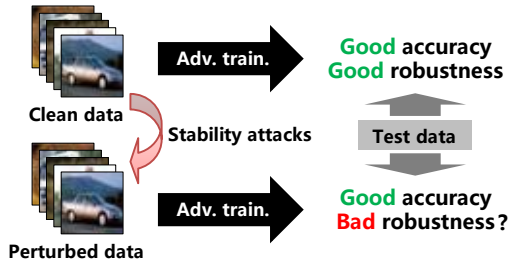 Adv. train.
Good accuracy
Good robustness
Clean data
Stability attacks
Test data
Adv. train.
Good accuracy
Bad robustness?
Perturbed data